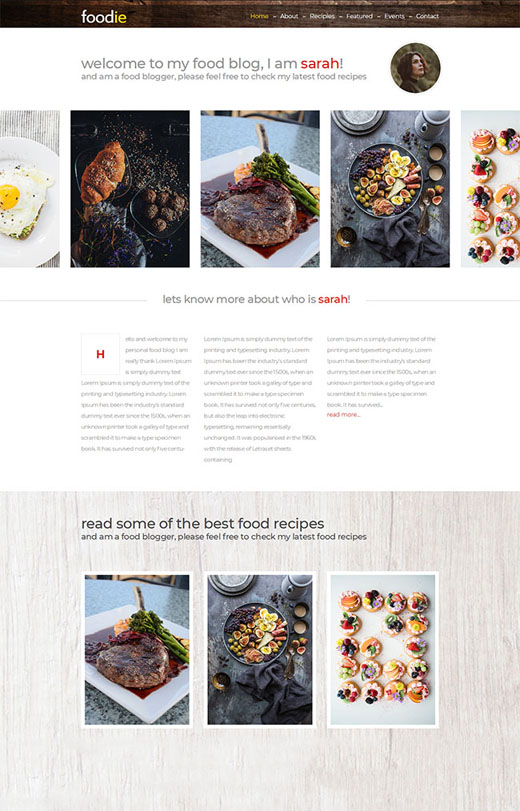 foodie
Home – About – Recipies – Featured – Events – Contact
welcome to my food blog, I am sarah!
and am a food blogger, please feel free to check my latest food recipes
lets know more about who is sarah!
H
ello and welcome to my
personal food blog I am
really thank Lorem Ipsum
is simply dummy text
Lorem Ipsum is simply dummy text of the
printing and typesetting industry. Lorem
Ipsum has been the industry's standard
dummy text ever since the 1500s, when an
unknown printer took a galley of type and
scrambled it to make a type specimen
book. It has survived not only five centu-
Lorem Ipsum is simply dummy text of the
printing and typesetting industry. Lorem
Ipsum has been the industry's standard
dummy text ever since the 1500s, when an
unknown printer took a galley of type and
scrambled it to make a type specimen
book. It has survived not only five centuries,
but also the leap into electronic
typesetting, remaining essentially
unchanged. It was popularised in the 1960s
with the release of Letraset sheets
containing
Lorem Ipsum is simply dummy text of the
printing and typesetting industry. Lorem
Ipsum has been the industry's standard
dummy text ever since the 1500s, when an
unknown printer took a galley of type and
scrambled it to make a type specimen
book. It has survived...
read more...
read some of the best food recipes
and am a food blogger, please feel free to check my latest food recipes